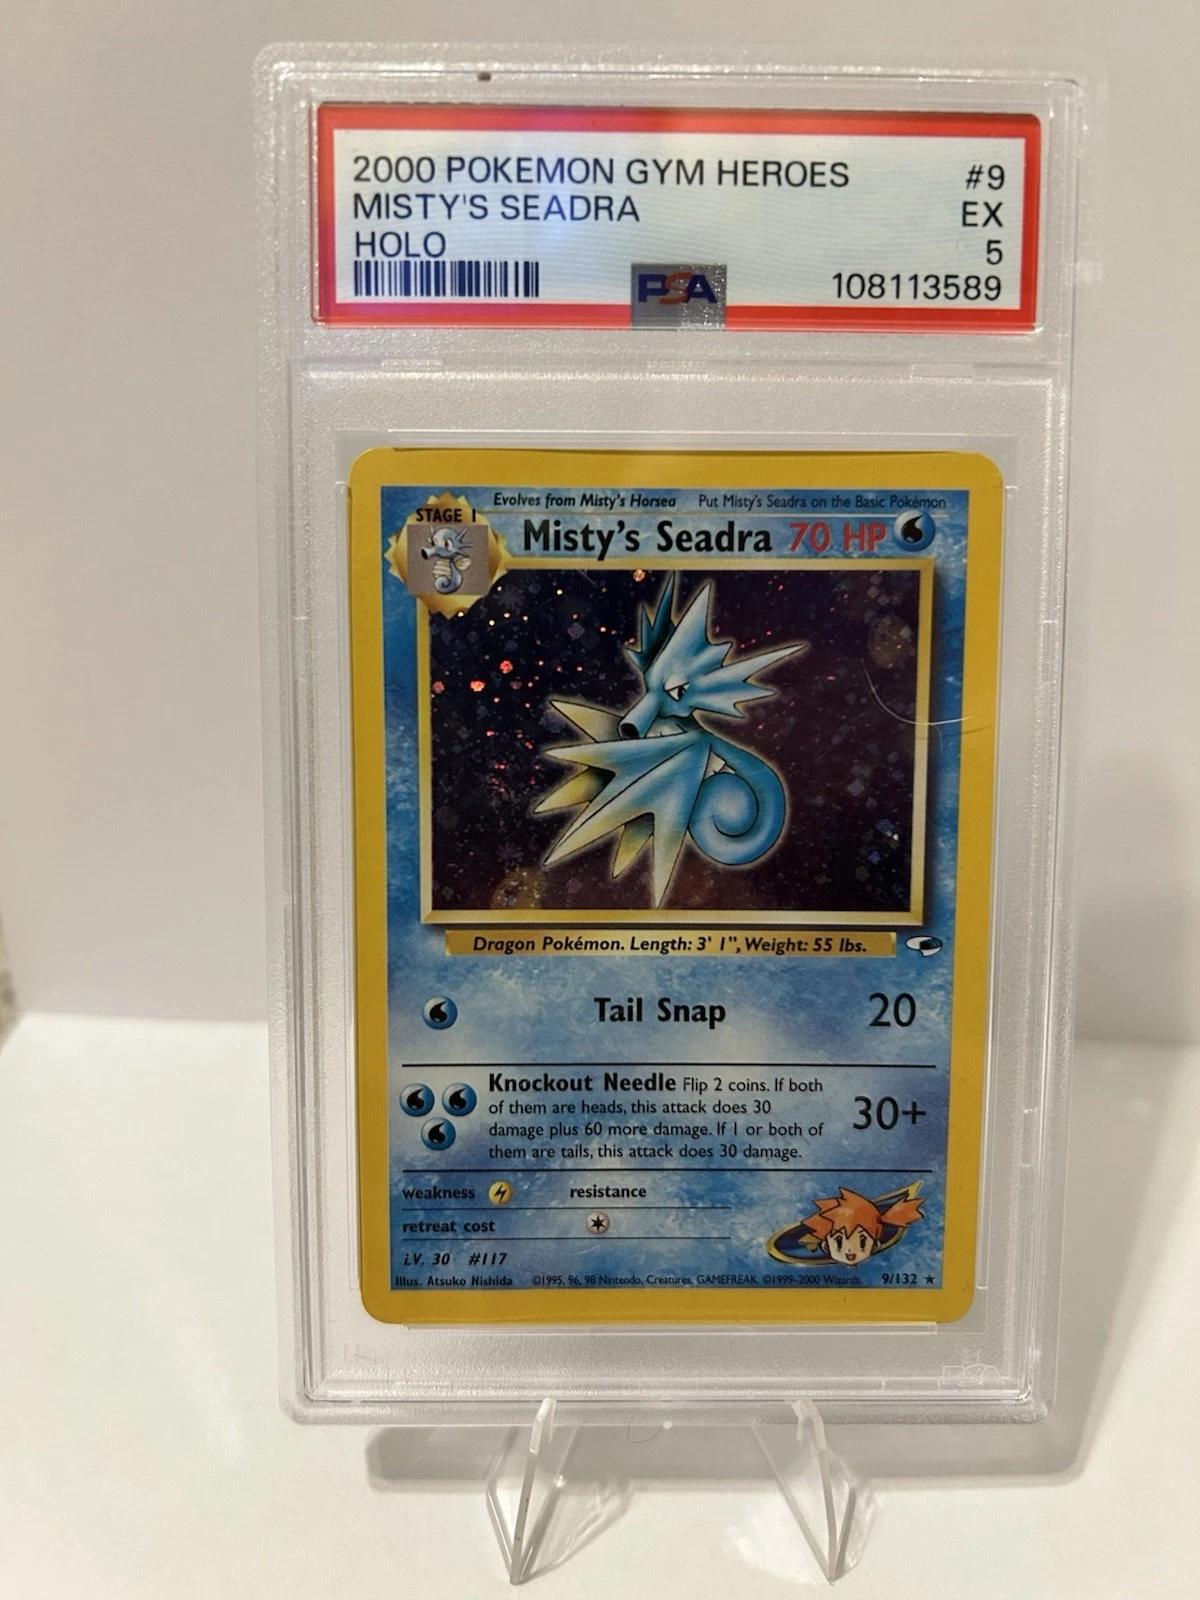 2000 POKEMON GYM HEROES #9
MISTY'S SEADRA EX
HOLO 5
PSA 108113589
Evolves from Misty's Horsea Put Misty's Seadra on the Basic Pokémon
STAGE 1
Misty's Seadra 70 HP
Dragon Pokémon. Length: 3' 1", Weight: 55 lbs.
Tail Snap 20
Knockout Needle Flip 2 coins. If both
of them are heads, this attack does 30
damage plus 60 more damage. If 1 or both of
them are tails, this attack does 30 damage.
30+
weakness resistance
retreat cost
LV. 30 #117
Illus. Atsuko Nishida ©1995, 96, 98 Nintendo, Creatures, GAMEFREAK. ©1999-2000 Wizards. 9/132 ★